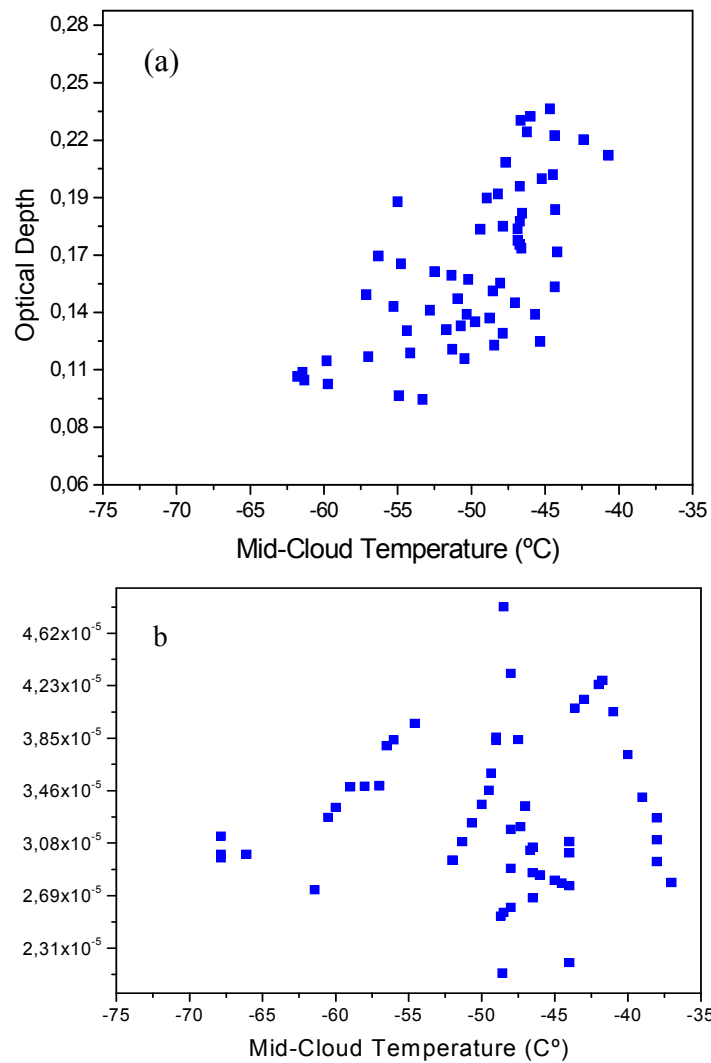 (a)
Optical Depth
0,28
0,25
0,22
0,19
0,17
0,14
0,11
0,08
0,06
-75 -70 -65 -60 -55 -50 -45 -40 -35
Mid-Cloud Temperature (ºC)
b
4,62x10⁻⁵
4,23x10⁻⁵
3,85x10⁻⁵
3,46x10⁻⁵
3,08x10⁻⁵
2,69x10⁻⁵
2,31x10⁻⁵
-75 -70 -65 -60 -55 -50 -45 -40 -35
Mid-Cloud Temperature (Cº)